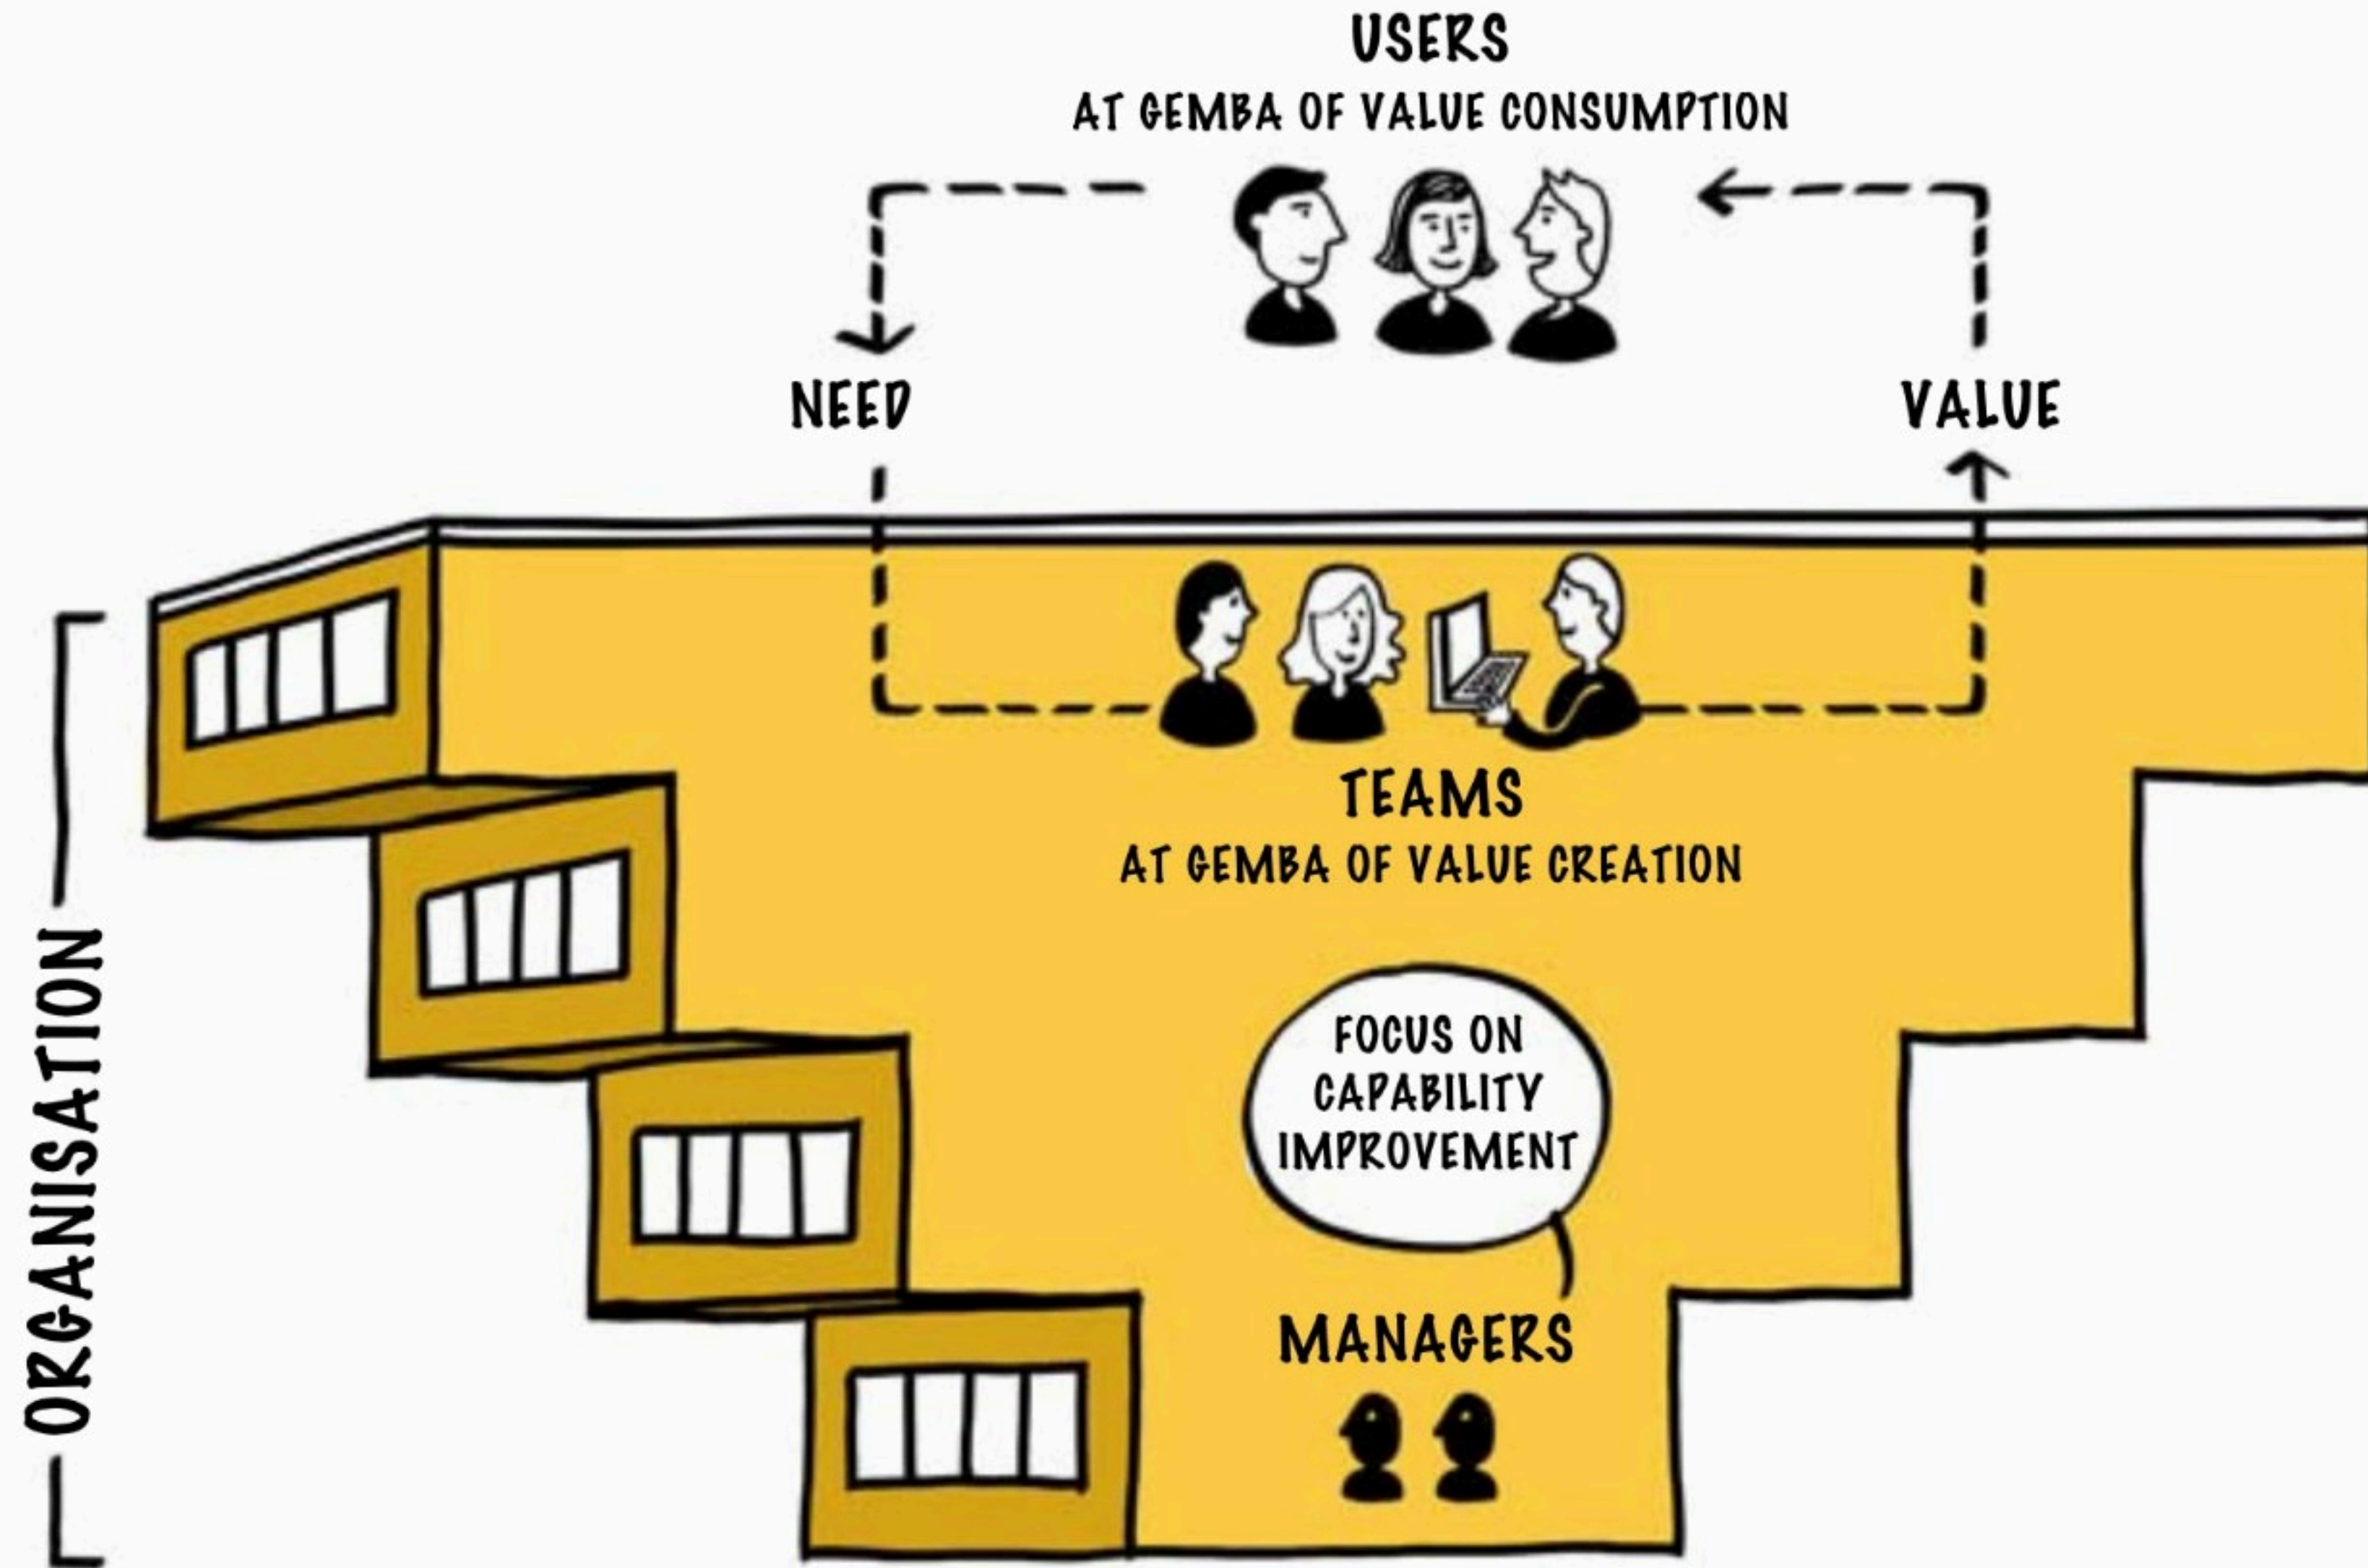 USERS
AT GEMBA OF VALUE CONSUMPTION
NEED
VALUE
TEAMS
AT GEMBA OF VALUE CREATION
FOCUS ON
CAPABILITY
IMPROVEMENT
MANAGERS
ORGANISATION